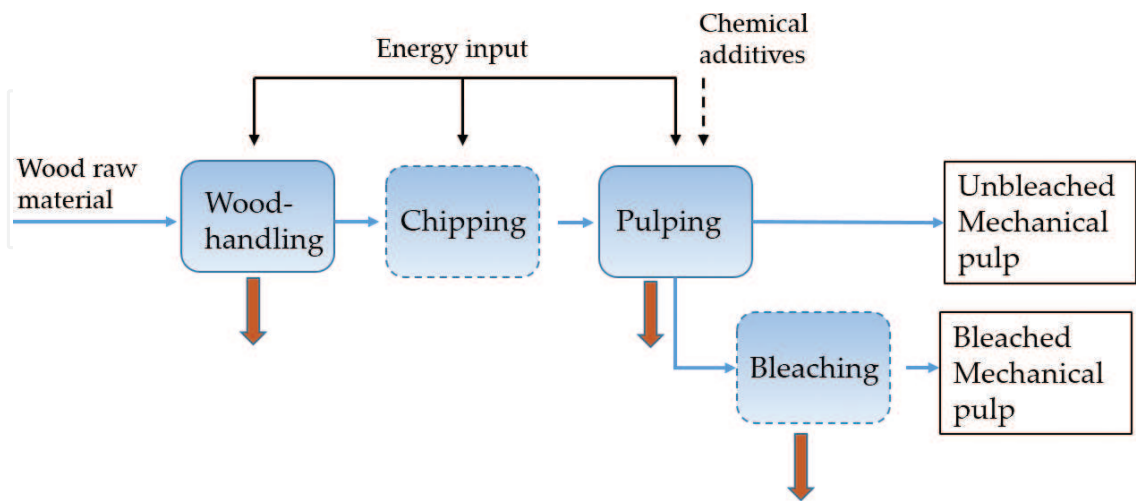 Chemical
additives
Energy input
Wood raw
material
Wood-
handling
Chipping
Pulping
Unbleached
Mechanical
pulp
Bleaching
Bleached
Mechanical
pulp